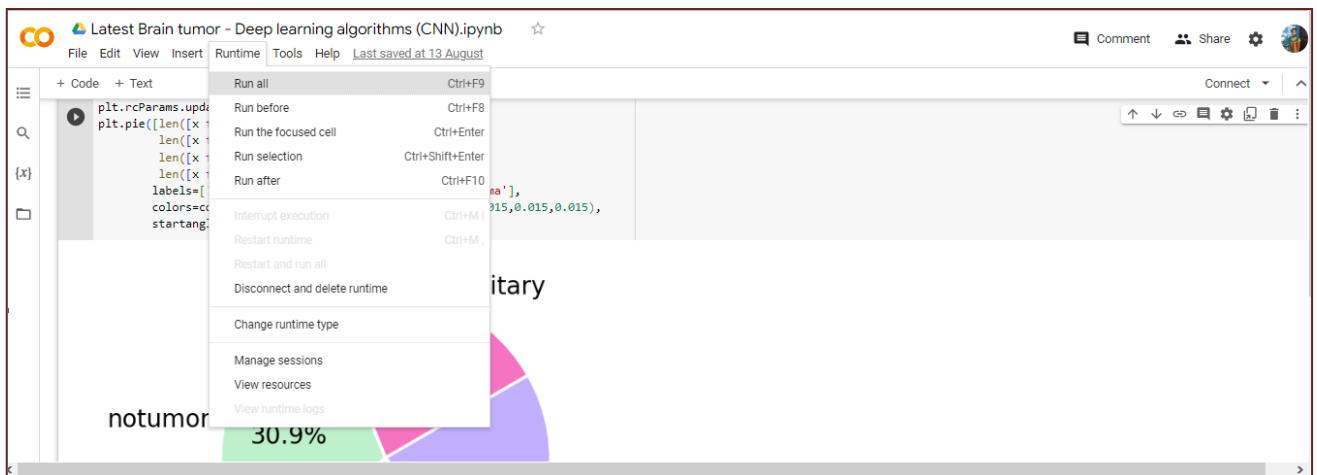 Latest Brain tumor - Deep learning algorithms (CNN).ipynb
Comment
Share
File Edit View Insert Runtime Tools Help Last saved at 13 August
+ Code + Text
Connect
Run all Ctrl+F9
Run before Ctrl+F8
Run the focused cell Ctrl+Enter
Run selection Ctrl+Shift+Enter
Run after Ctrl+F10
Interrupt execution Ctrl+M I
Restart runtime Ctrl+M .
Restart and run all
Disconnect and delete runtime
Change runtime type
Manage sessions
View resources
View runtime logs
{x}
plt.rcParams.upda
plt.pie([len([x
len([x
len([x
len([x
labels=['
ma'],
colors=co
015,0.015,0.015),
startangl
itary
notumor
30.9%